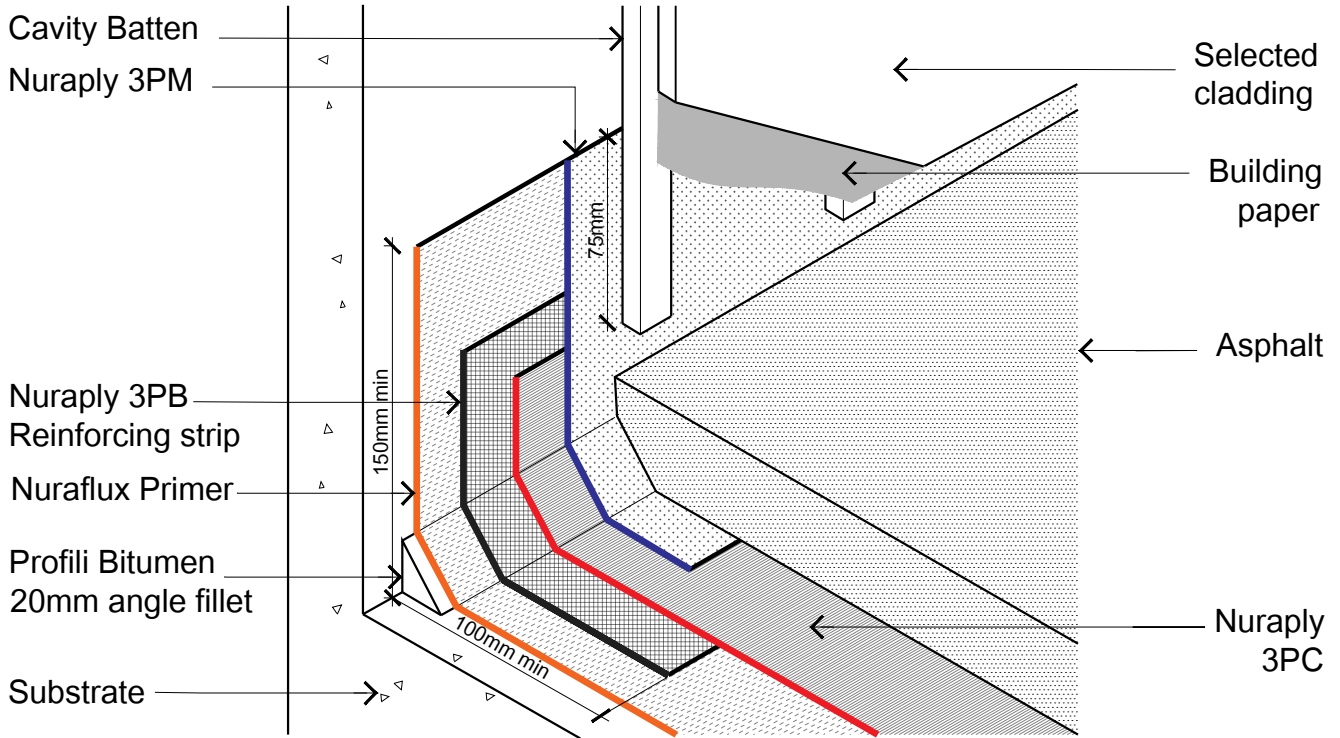 Cavity Batten
Nuraply 3PM
Selected
cladding
Building
paper
75mm
Asphalt
150mm min
Nuraply 3PB
Reinforcing strip
Nuraflux Primer
Profili Bitumen
20mm angle fillet
100mm min
Nuraply
3PC
Substrate